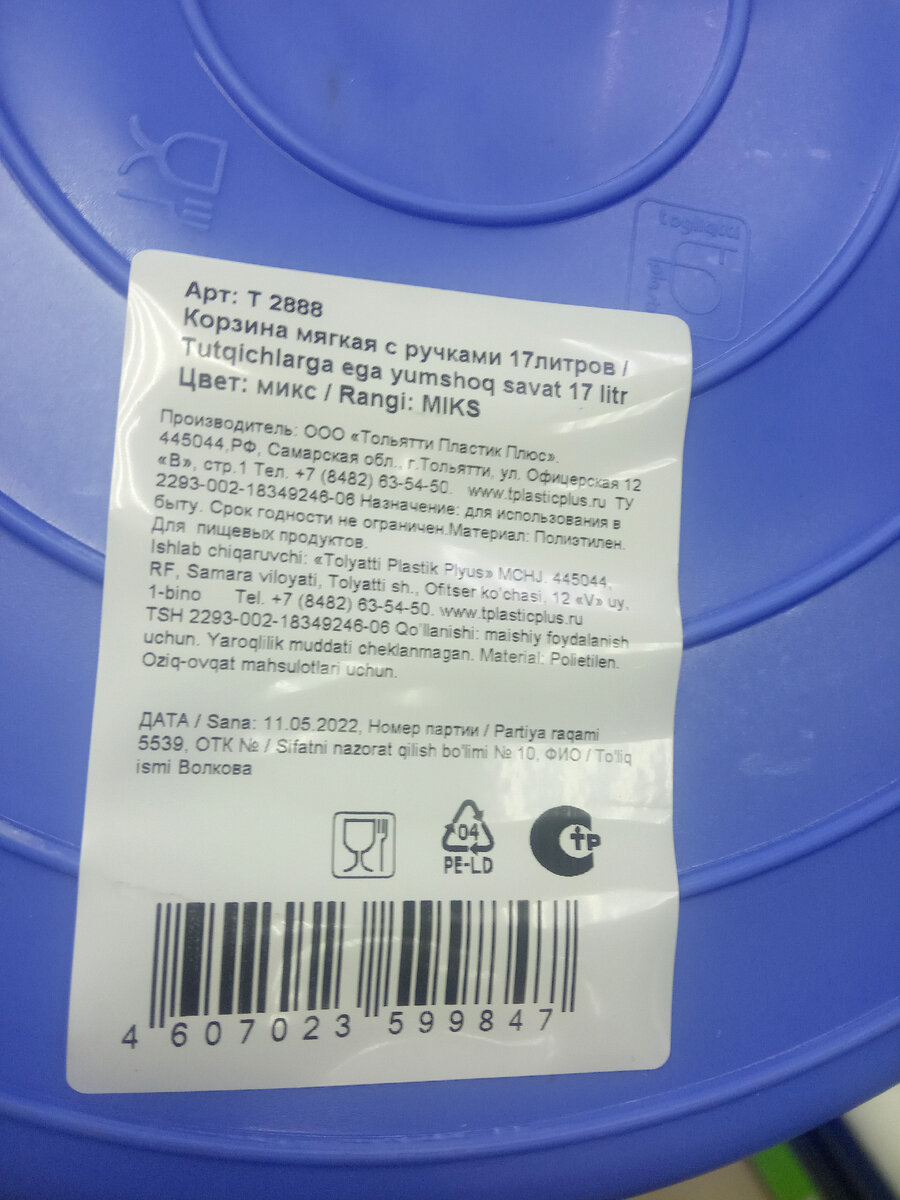 Арт: Т 2888
Корзина мягкая с ручками 17литров /
Tutqichlarga ega yumshoq savat 17 litr
Цвет: микс / Rangi: MIKS
Производитель: ООО «Тольятти Пластик Плюс».
445044,РФ, Самарская обл., г.Тольятти, ул. Офицерская 12
«В», стр.1 Тел. +7 (8482) 63-54-50. www.tplasticplus.ru ТУ
2293-002-18349246-06 Назначение: для использования в
быту. Срок годности не ограничен.Материал: Полиэтилен.
Для пищевых продуктов.
Ishlab chiqaruvchi: «Tolyatti Plastik Plyus» MCHJ. 445044,
RF, Samara viloyati, Tolyatti sh., Ofitser ko'chasi, 12 «V» uy,
1-bino Tel. +7 (8482) 63-54-50. www.tplasticplus.ru
TSH 2293-002-18349246-06 Qo'llanishi: maishiy foydalanish
uchun. Yaroqlilik muddati cheklanmagan. Material: Polietilen.
Oziq-ovqat mahsulotlari uchun.
ДАТА / Sana: 11.05.2022, Номер партии / Partiya raqami
5539, ОТК № / Sifatni nazorat qilish bo'limi № 10, ФИО / To'liq
ismi Волкова
04
PE-LD
4 607023 599847